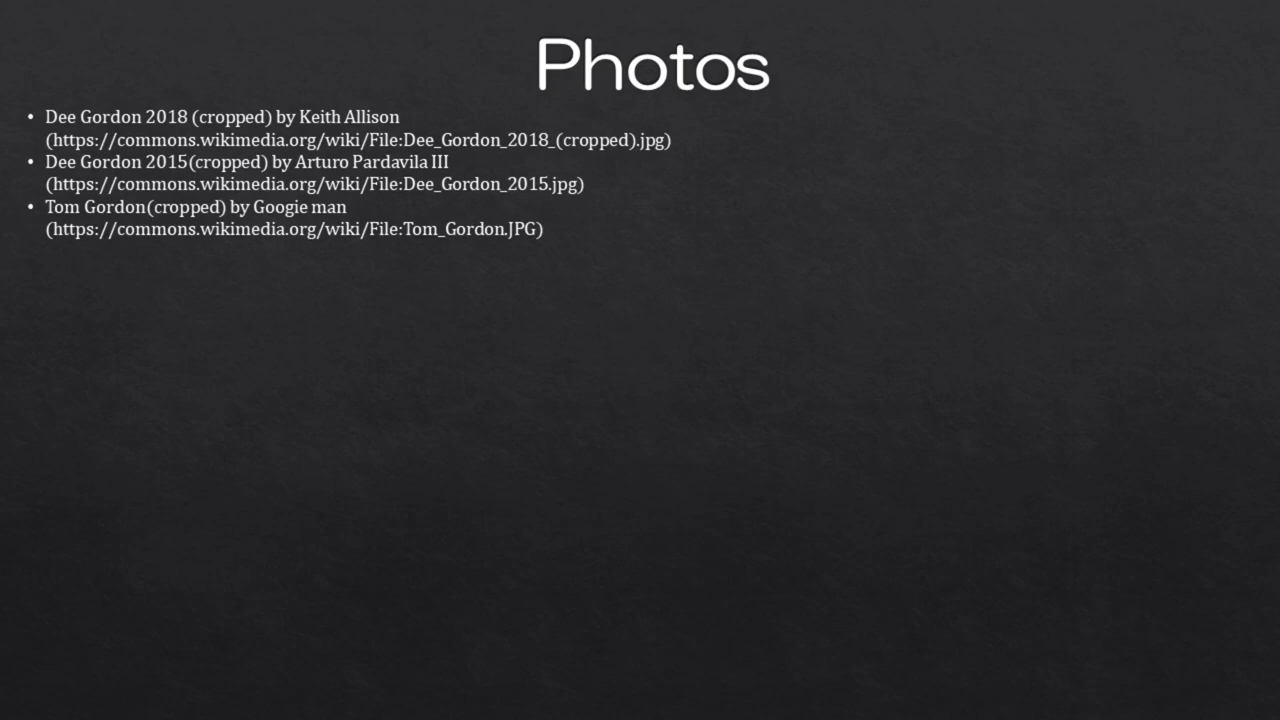 Photos
• Dee Gordon 2018 (cropped) by Keith Allison
(https://commons.wikimedia.org/wiki/File:Dee_Gordon_2018_(cropped).jpg)
• Dee Gordon 2015(cropped) by Arturo Pardavila III
(https://commons.wikimedia.org/wiki/File:Dee_Gordon_2015.jpg)
• Tom Gordon(cropped) by Googie man
(https://commons.wikimedia.org/wiki/File:Tom_Gordon.JPG)